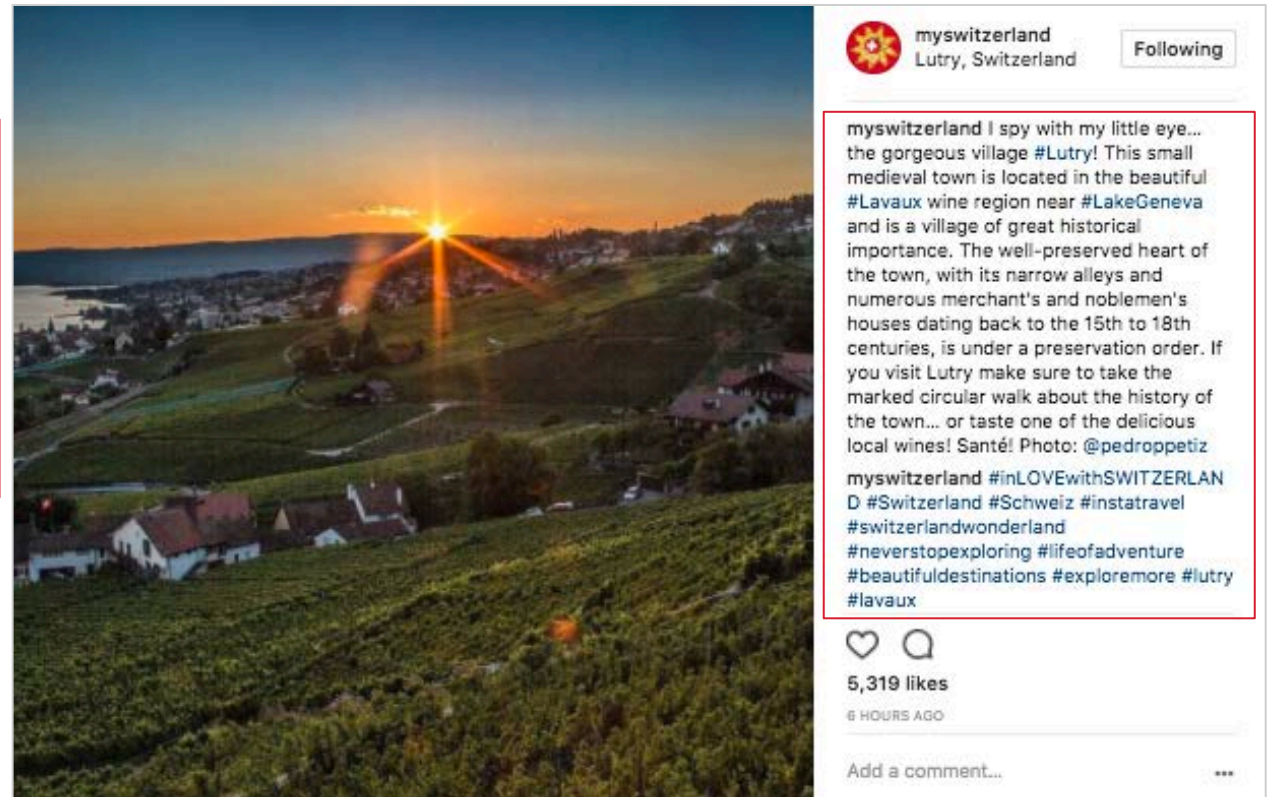 myswitzerland
Lutry, Switzerland
Following
myswitzerland I spy with my little eye...
the gorgeous village #Lutry! This small
medieval town is located in the beautiful
#Lavaux wine region near #LakeGeneva
and is a village of great historical
importance. The well-preserved heart of
the town, with its narrow alleys and
numerous merchant's and noblemen's
houses dating back to the 15th to 18th
centuries, is under a preservation order. If
you visit Lutry make sure to take the
marked circular walk about the history of
the town... or taste one of the delicious
local wines! Santé! Photo: @pedroppetiz
myswitzerland #inLOVEwithSWITZERLAN
D #Switzerland #Schweiz #instatravel
#switzerlandwonderland
#neverstopexploring #lifeofadventure
#beautifuldestinations #exploremore #lutry
#lavaux
5,319 likes
6 HOURS AGO
Add a comment...